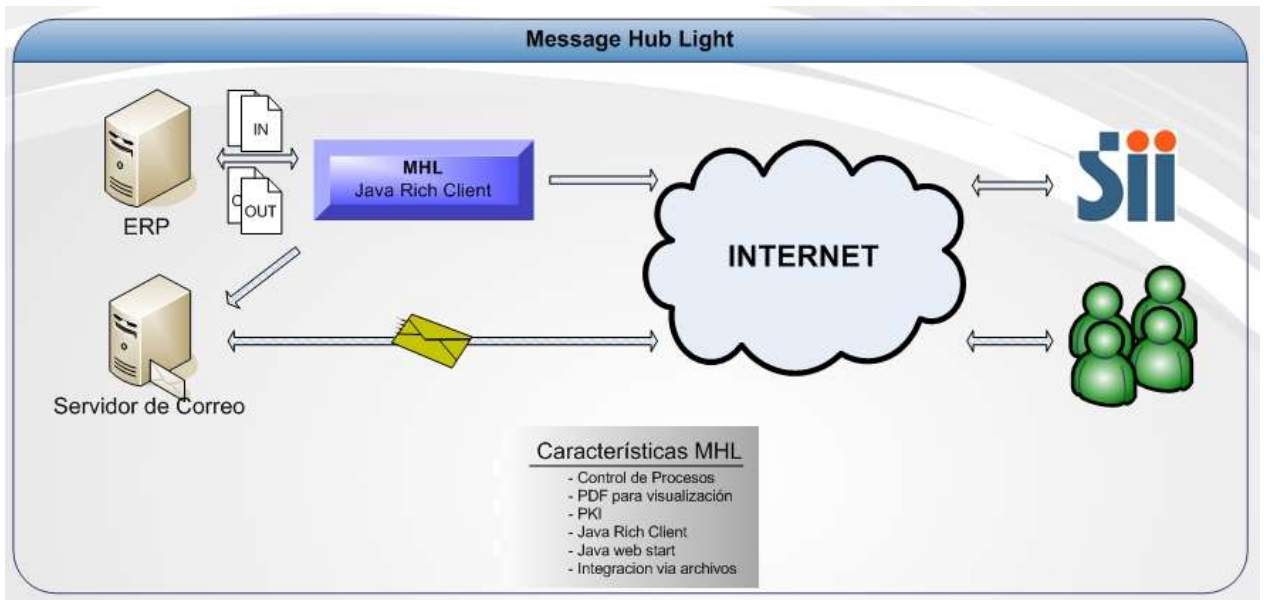 Message Hub Light
IN
OUT
MHL
Java Rich Client
ERP
INTERNET
Sii
Servidor de Correo
Característícas MHL
- Control de Procesos
- PDF para visualización
- PKI
- Java Rich Client
- Java web start
- Integracion via archivos